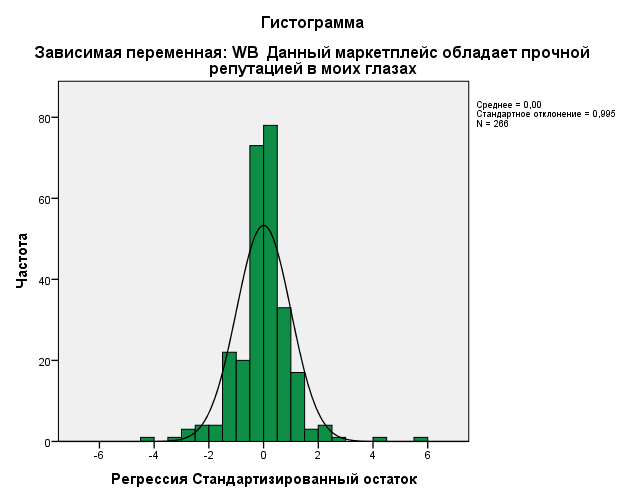 Гистограмма
Зависимая переменная: WB Данный маркетплейс обладает прочной
репутацией в моих глазах
Среднее = 0,00
Стандартное отклонение = 0,995
N = 266
Частота
80
60
40
20
0
-6 -4 -2 0 2 4 6
Регрессия Стандартизированный остаток